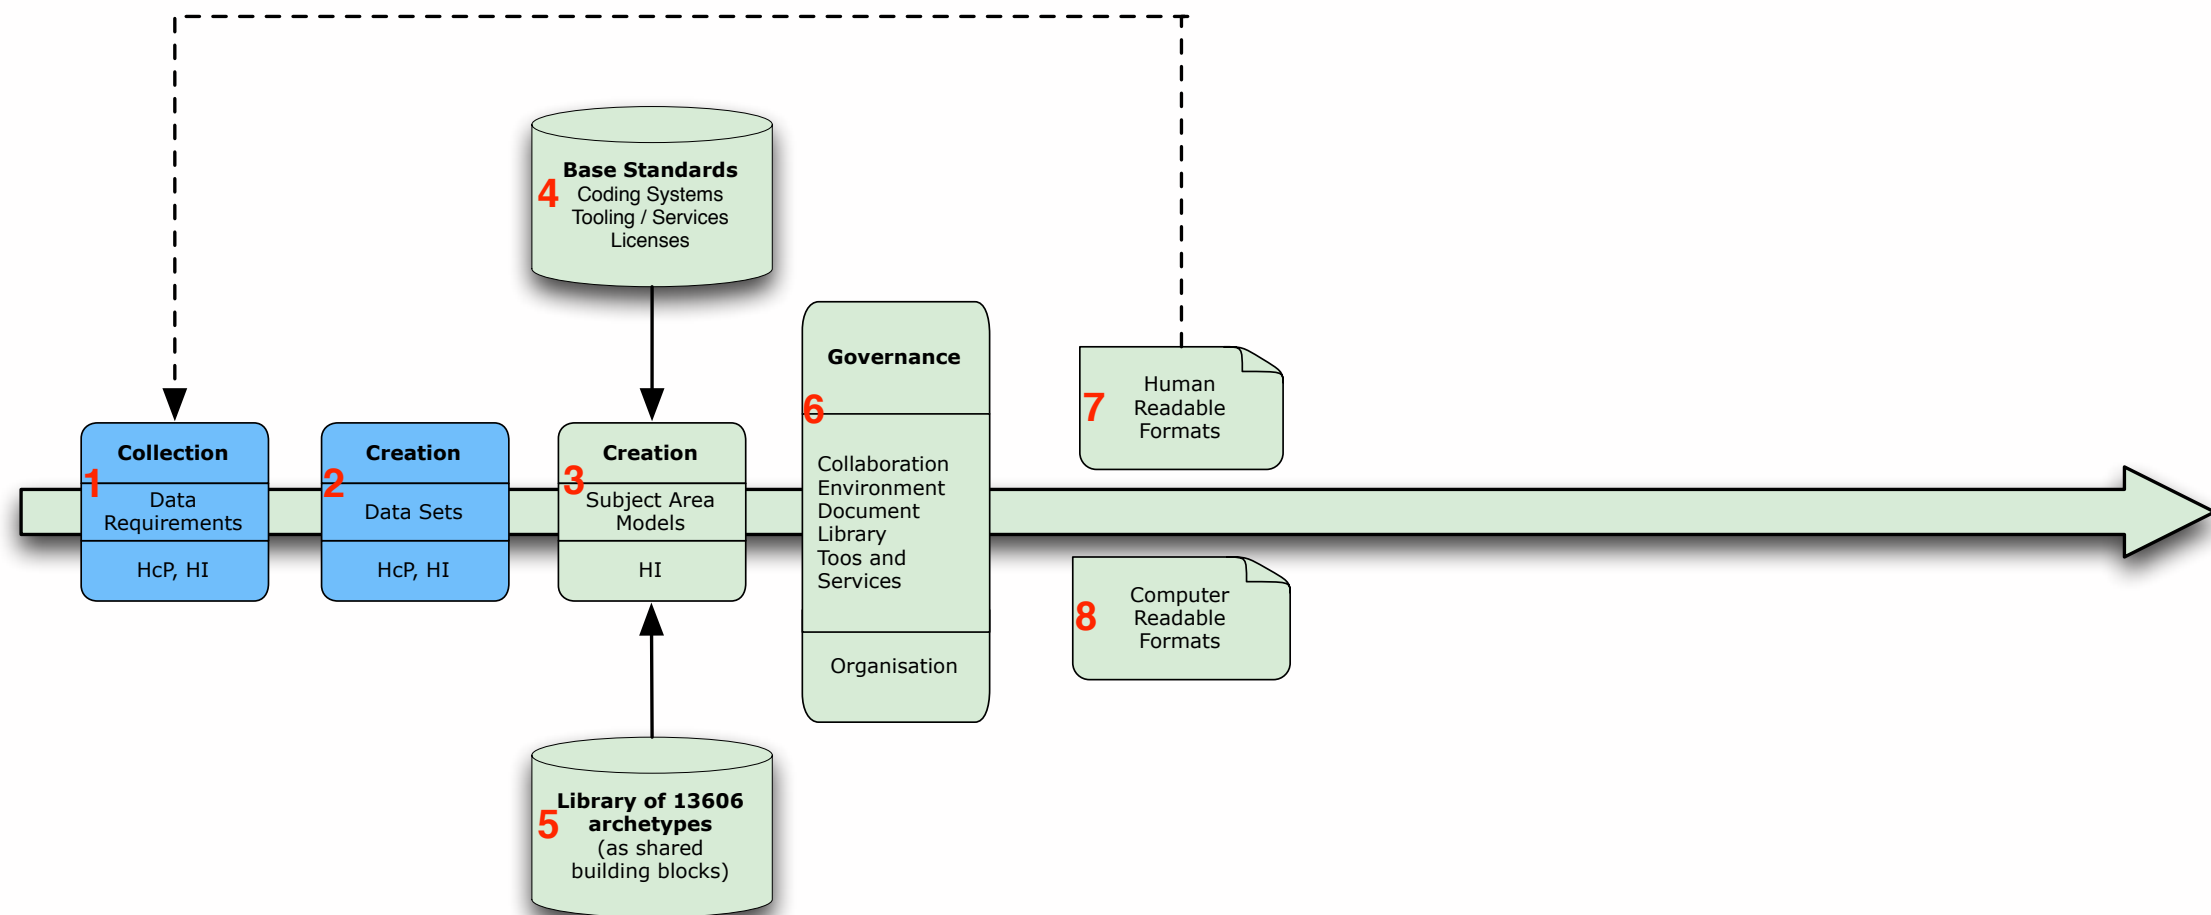 Base Standards
4
Coding Systems
Tooling / Services
Licenses
Governance
6
Collaboration
Environment
Document
Library
Toos and
Services
Organisation
7
Human
Readable
Formats
Collection
1
Data
Requirements
HcP, HI
Creation
2
Data Sets
HcP, HI
Creation
3
Subject Area
Models
HI
8
Computer
Readable
Formats
Library of 13606
5
archetypes
(as shared
building blocks)